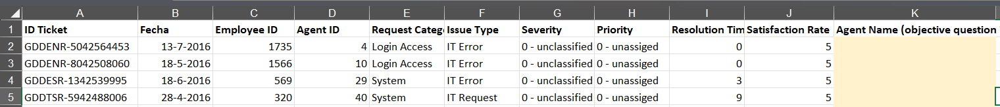 A B C D E F G H I J K
1 ID Ticket Fecha Employee ID Agent ID Request Categ Issue Type Severity Priority Resolution Tim Satisfaction Rate Agent Name (objective question
2 GDDENR-5042564453 13-7-2016 1735 4 Login Access IT Error 0 - unclassified 0 - unassiged 0 5
3 GDDENR-8042508060 18-5-2016 1566 10 Login Access IT Error 0 - unclassified 0 - unassiged 0 5
4 GDDESR-1342539995 18-6-2016 569 29 System IT Error 0 - unclassified 0 - unassiged 3 5
5 GDDTSR-5942488006 28-4-2016 320 40 System IT Request 0 - unclassified 0 - unassiged 9 5